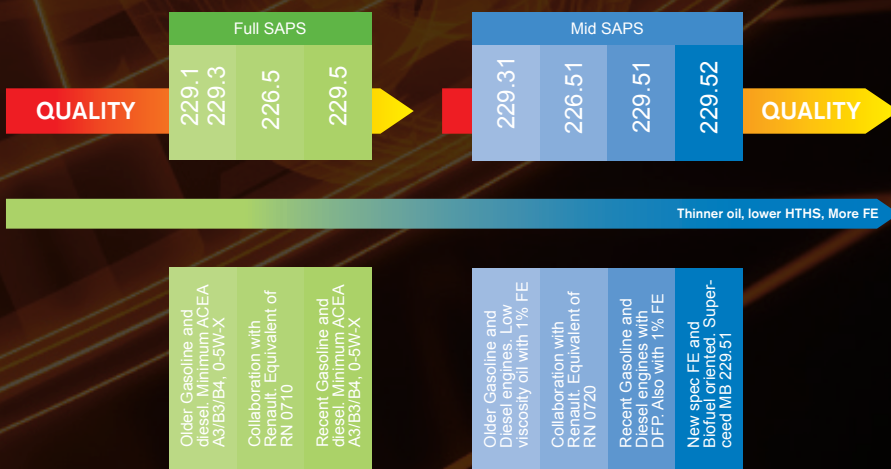 Full SAPS
Mid SAPS
QUALITY
229.1
229.3
226.5
229.5
229.31
226.51
229.51
229.52
QUALITY
Thinner oil, lower HTHS, More FE
Older Gasoline and
diesel. Minimum ACEA
A3/B3/B4, 0-5W-X
Collaboration with
Renault. Equivalent of
RN 0710
Recent Gasoline and
diesel. Minimum ACEA
A3/B3/B4, 0-5W-X
Older Gasoline and
Diesel engines. Low
viscosity oil with 1% FE
Collaboration with
Renault. Equivalent of
RN 0720
Recent Gasoline and
Diesel engines with
DFP. Also with 1% FE
New spec FE and
Biofuel oriented. Super-
ceed MB 229.51